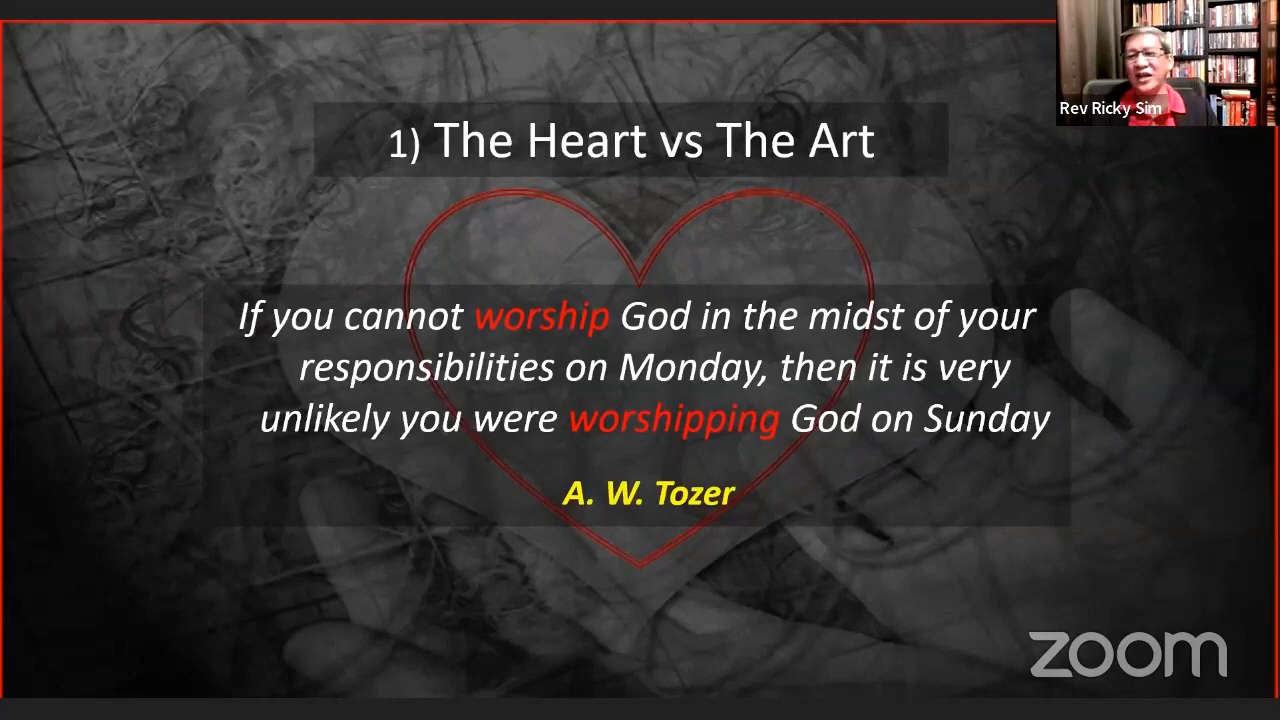 Rev Ricky Sim
1) The Heart vs The Art
If you cannot worship God in the midst of your
responsibilities on Monday, then it is very
unlikely you were worshipping God on Sunday
A. W. Tozer
zoom